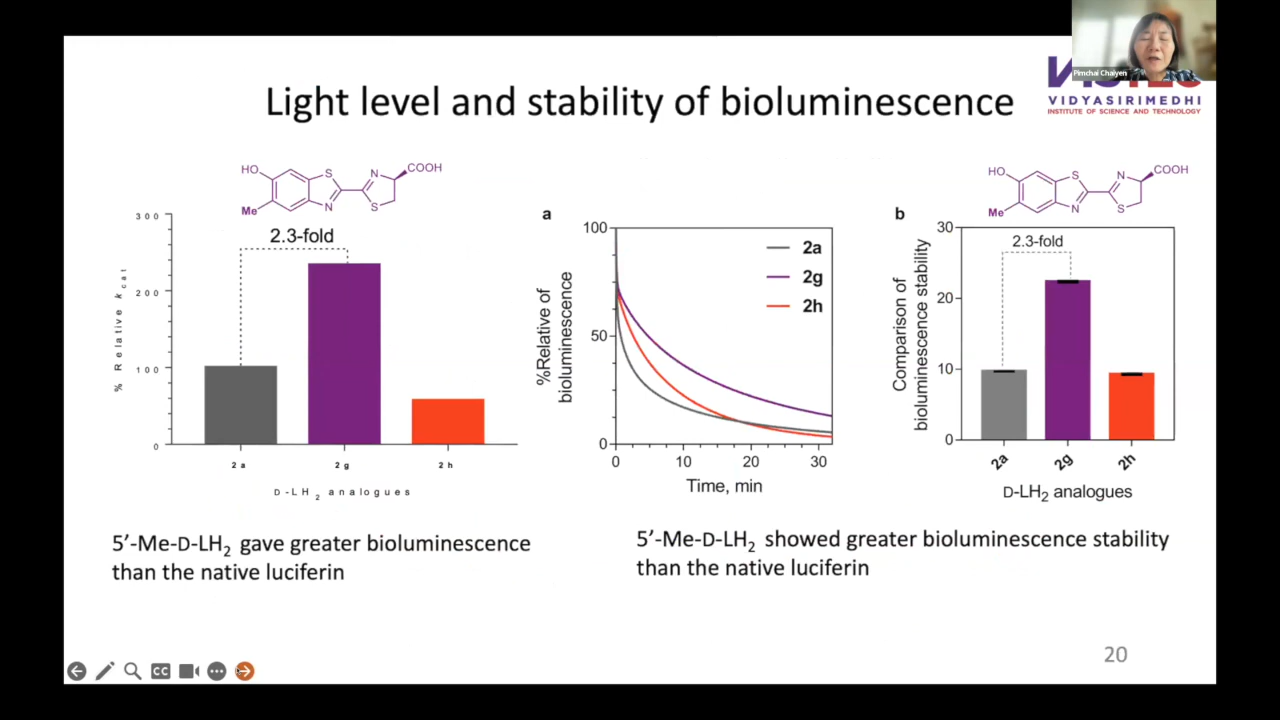 Pimchai Chaiyen
VIDYASIRIMEDHI
INSTITUTE OF SCIENCE AND TECHNOLOGY
Light level and stability of bioluminescence
HO
S
N
COOH
Me
N
S
300
200
100
0
% Relative kcat
2.3-fold
2a
2g
2h
D-LH2 analogues
5′-Me-D-LH2 gave greater bioluminescence
than the native luciferin
a
100
50
0
%Relative of
bioluminescence
2a
2g
2h
0
10
20
30
Time, min
b
HO
S
N
COOH
Me
N
S
30
20
10
0
Comparison of
bioluminescence stability
2.3-fold
2a
2g
2h
D-LH2 analogues
5′-Me-D-LH2 showed greater bioluminescence stability
than the native luciferin
CC
20